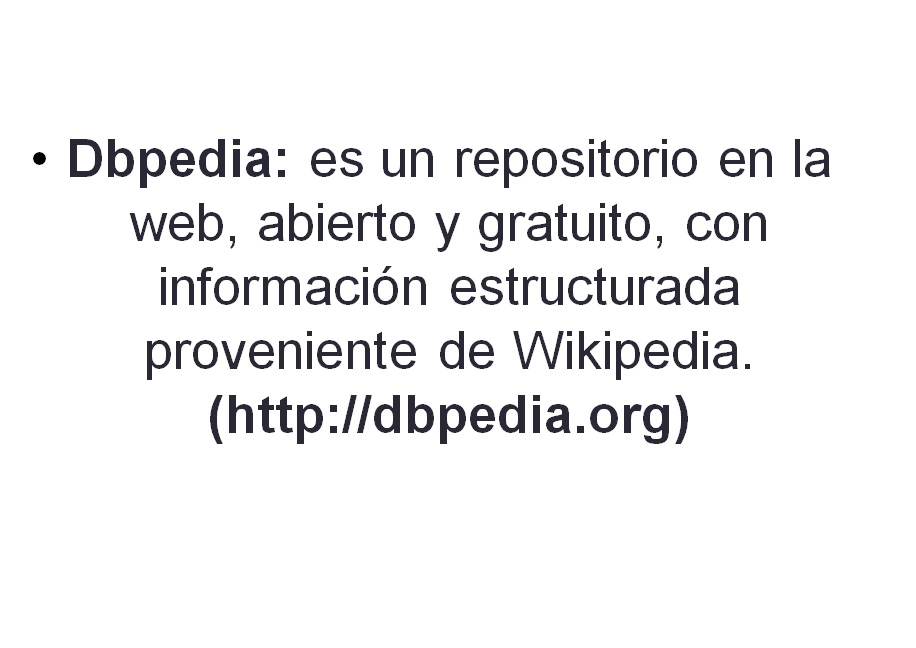 • Dbpedia: es un repositorio en la
web, abierto y gratuito, con
información estructurada
proveniente de Wikipedia.
(http://dbpedia.org)